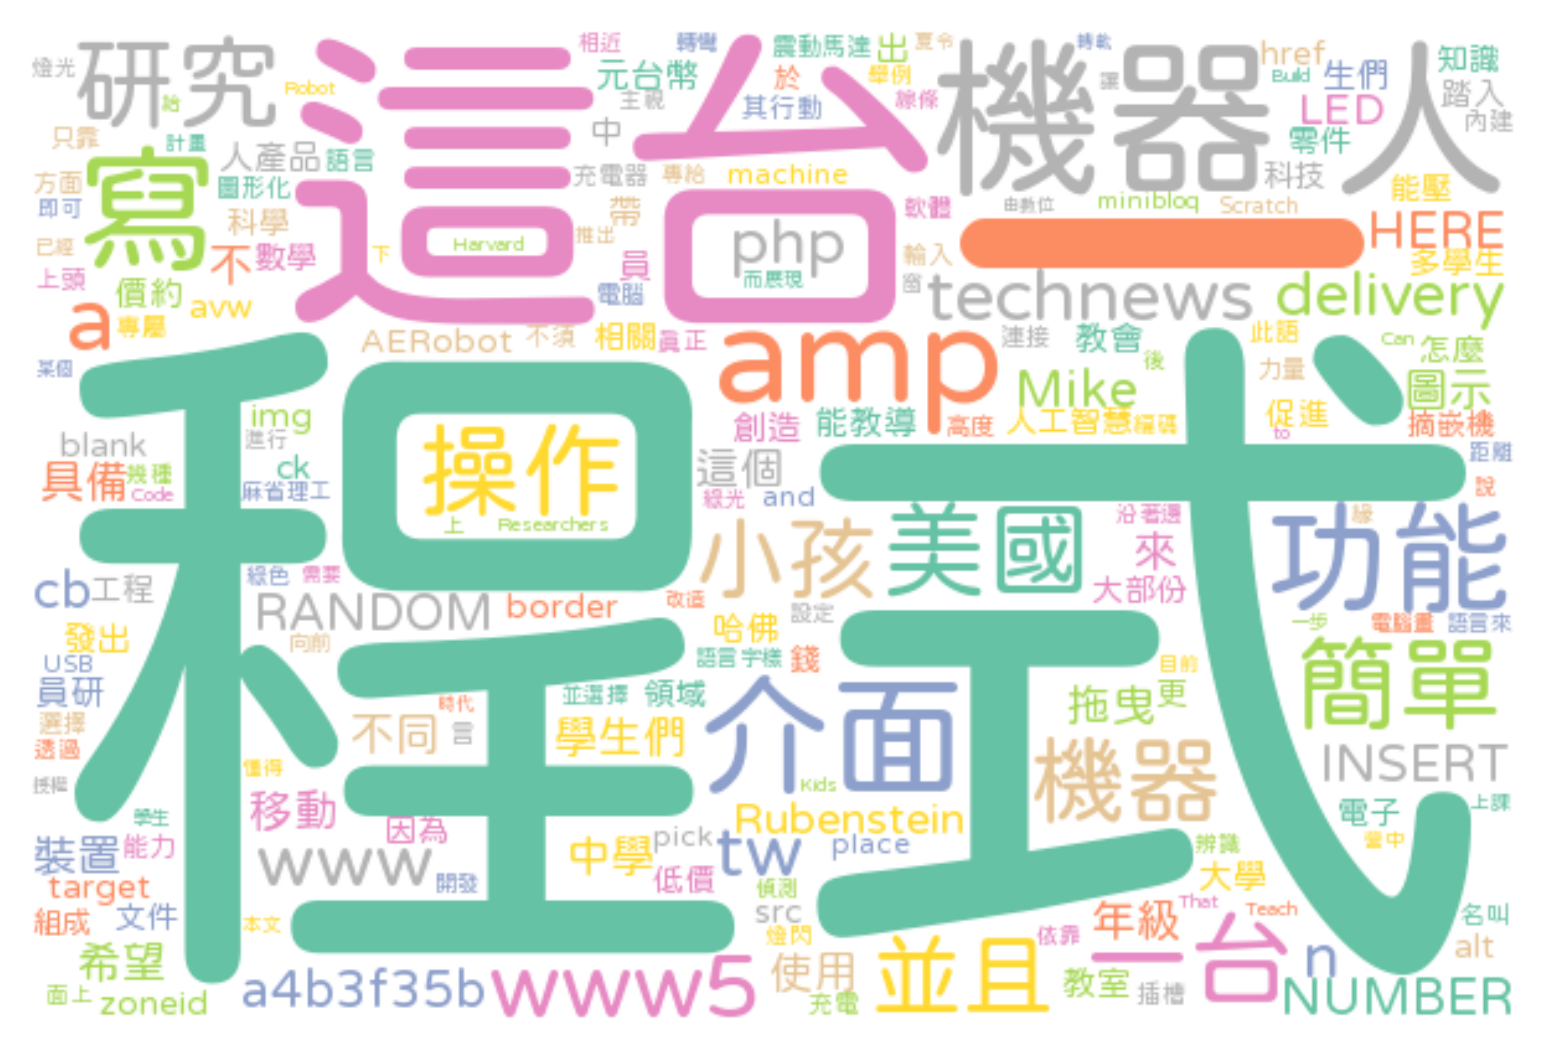 燈光
研究
給
Robot
這台
相近
轉彎
震動馬達
出
夏令
機器人
轉載
href
知識
元台幣
主視
於
舉例
線條
讓
Build
生們
LED
踏入
內建
其行動
只靠
計畫
人產品
語言
中
零件
方面
即可
寫
圖形化
充電器
專給
machine
科技
能壓
科學
帶
軟體
由數位
minibloq
Scratch
已經
不
數學
下
Harvard
推出
php
輸入
一
HERE
多學生
上頭
價約
avw
員
電腦
而展現
窗
technews
delivery
a
專屬
AERobot
不須
相關
真正
amp
連接
教會
後
此語
Can
怎麼
某個
程式
Mike
力量
圖示
img
進行
操作
創造
能教導
高度
人工智慧
編碼
促進
to
摘嵌機
blank
具備
幾種
Code
ck
麻省理工
上
Researchers
這個
綠光
and
距離
說
小孩
美國
沿著邊
來
大部份
緣
功能
cb
工程
綠色
需要
RANDOM
border
改造
設定
發出
向前
哈佛
語言字樣
錢
一步
電腦畫
語言來
USB
員研
選擇
透過
授權
時代
不同
言
並選擇
領域
學生們
介面
目前
拖曳
更
簡單
懂得
移動
因為
Kids
Rubenstein
機器
INSERT
電子
上課
學生
裝置
能力
www
開發
中學
pick
tw
place
辨識
營中
target
低價
偵測
src
大學
組成
文件
本文
燈閃
依靠
年級
That
Teach
名叫
希望
一台
n
alt
面上
zoneid
a4b3f35b
www5
使用
充電
並且
教室
插槽
NUMBER